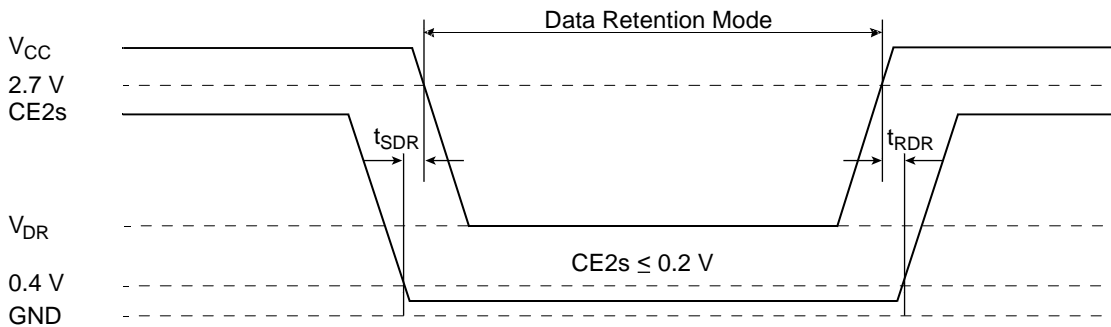 Data Retention Mode
VCC
2.7 V
CE2s
tSDR
tRDR
VDR
CE2s ≤ 0.2 V
0.4 V
GND